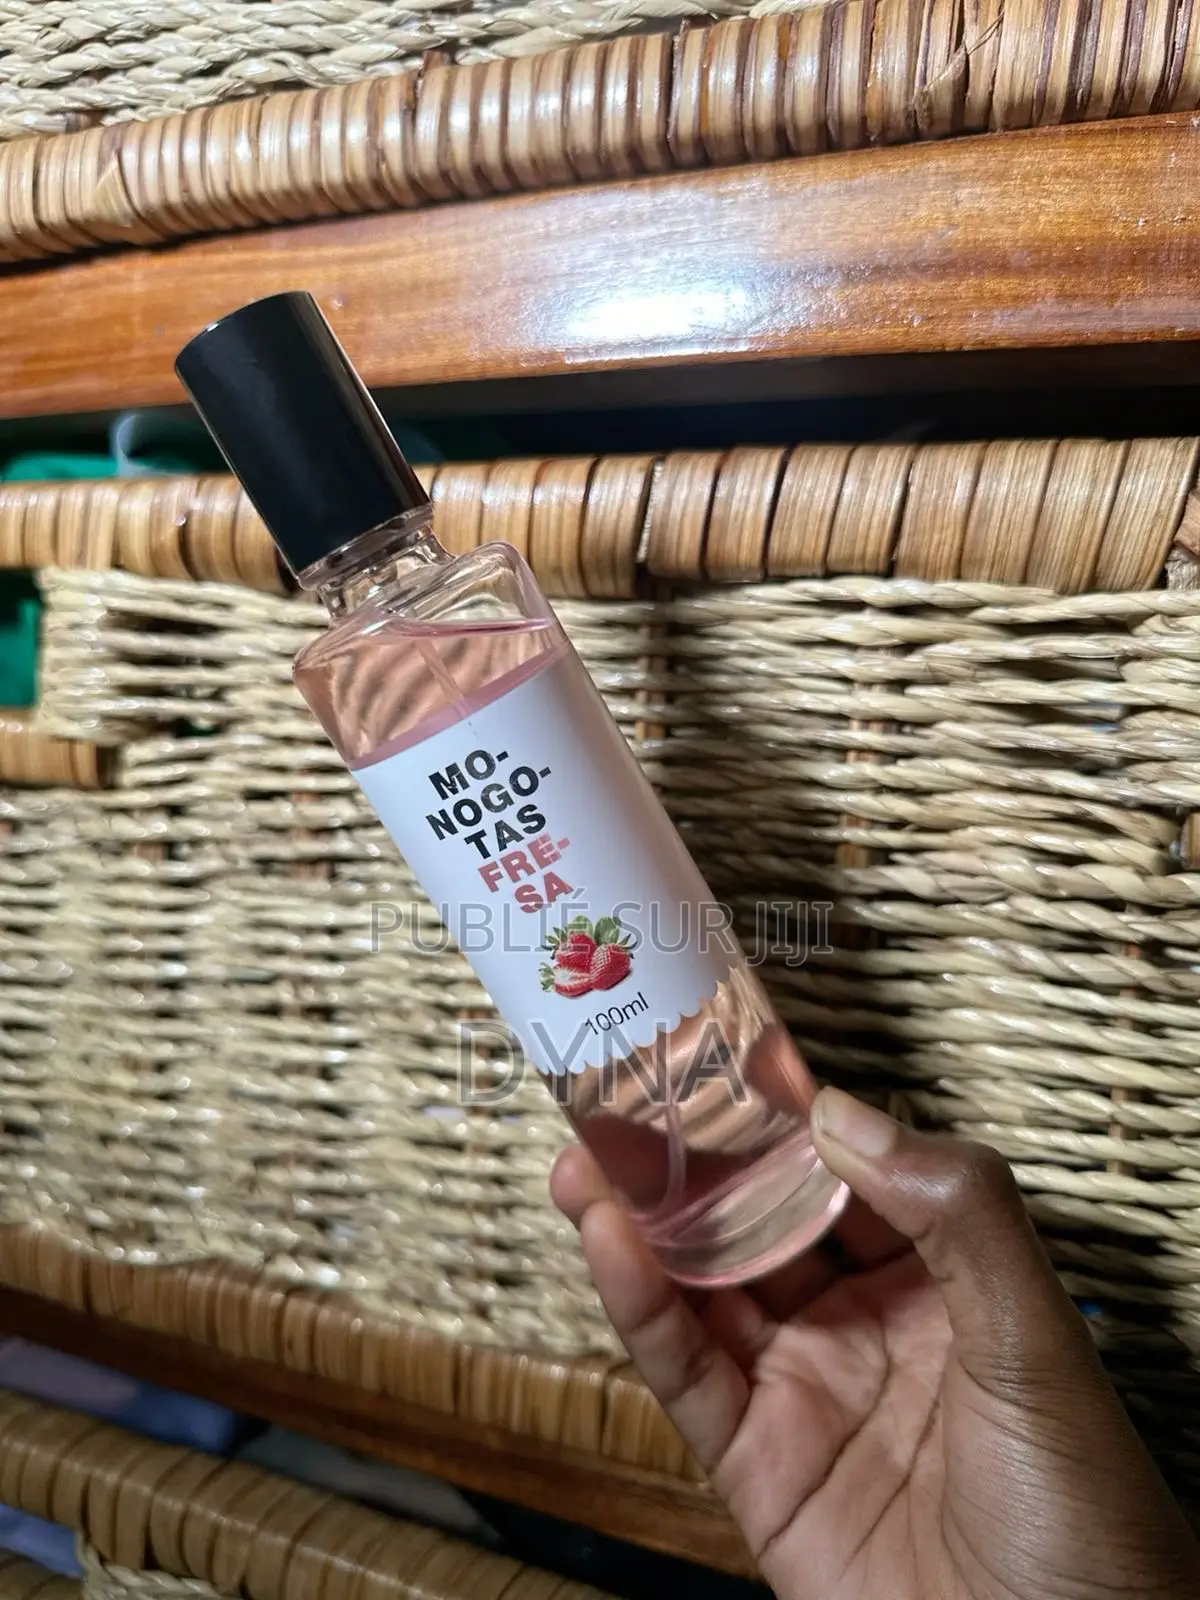 MO-
NOGO-
TAS
FRE-
SA
PUBLIÉ SUR JIJI
100ml
DYNA